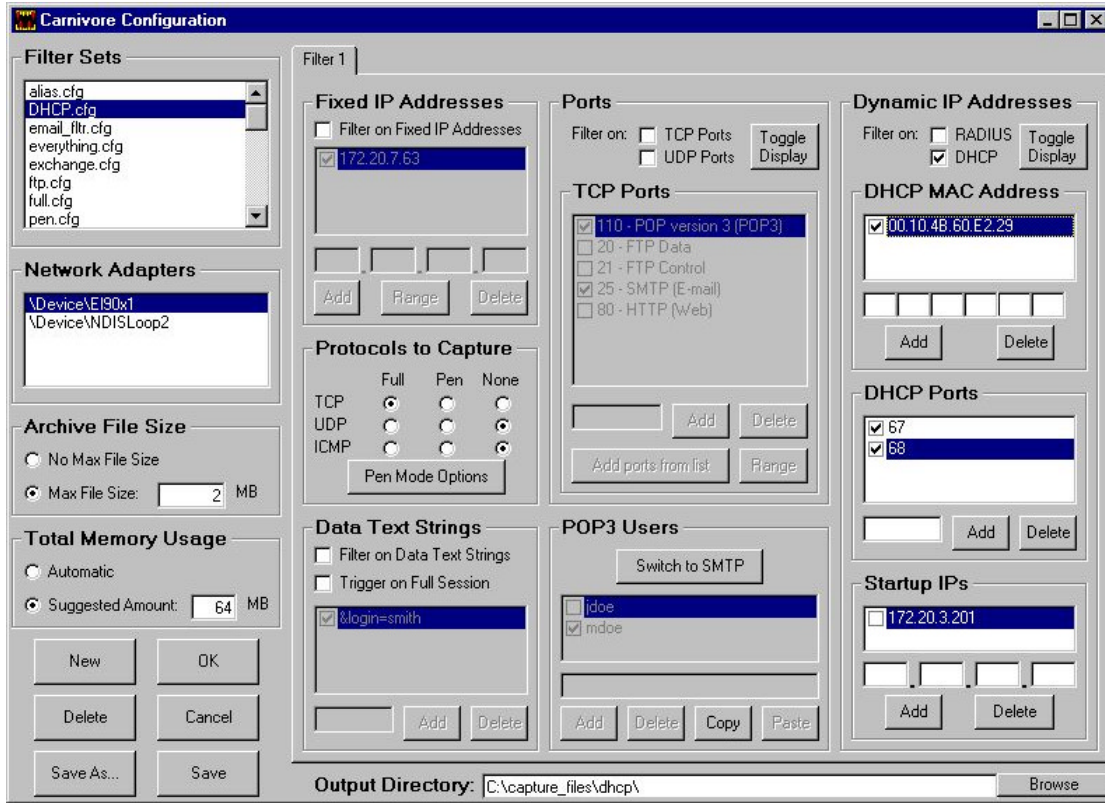 Carnivore Configuration
Filter Sets
alias.cfg
DHCP.cfg
email_fltr.cfg
everything.cfg
exchange.cfg
ftp.cfg
full.cfg
pen.cfg
Network Adapters
\Device\El90x1
\Device\NDISLoop2
Archive File Size
No Max File Size
Max File Size: 2 MB
Total Memory Usage
Automatic
Suggested Amount: 64 MB
New OK
Delete Cancel
Save As... Save
Filter 1
Fixed IP Addresses
Filter on Fixed IP Addresses
172.20.7.63
. . .
Add Range Delete
Protocols to Capture
Full Pen None
TCP
UDP
ICMP
Pen Mode Options
Data Text Strings
Filter on Data Text Strings
Trigger on Full Session
&login=smith
Add Delete
Ports
Filter on: TCP Ports
UDP Ports
Toggle
Display
TCP Ports
110 - POP version 3 (POP3)
20 - FTP Data
21 - FTP Control
25 - SMTP (E-mail)
80 - HTTP (Web)
Add Delete
Add ports from list Range
POP3 Users
Switch to SMTP
jdoe
mdoe
Add Delete Copy Paste
Dynamic IP Addresses
Filter on: RADIUS
DHCP
Toggle
Display
DHCP MAC Address
00.10.4B.60.E2.29
Add Delete
DHCP Ports
67
68
Add Delete
Startup IPs
172.20.3.201
. . .
Add Delete
Output Directory: C:\capture_files\dhcp\ Browse